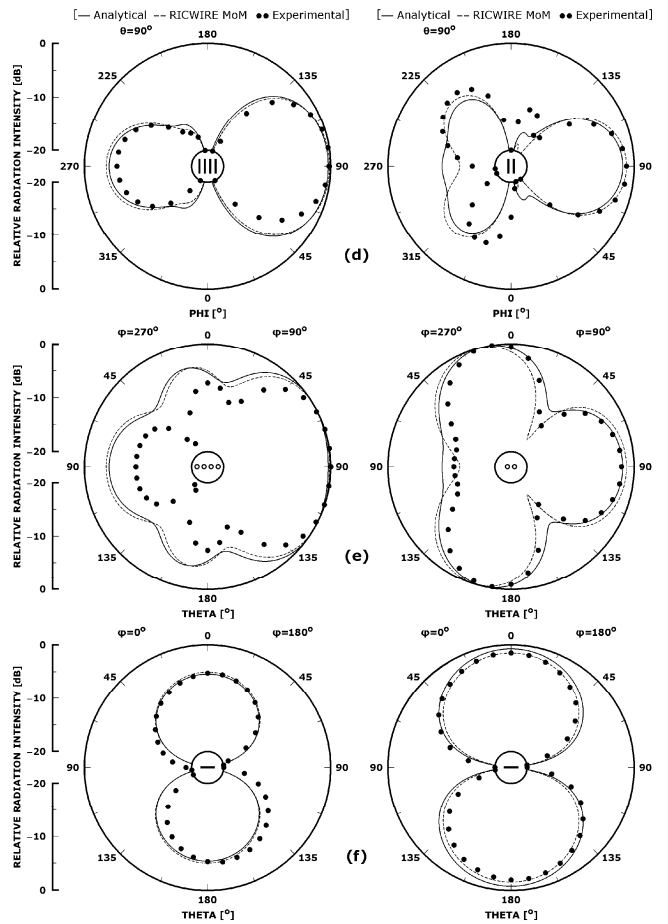 [— Analytical --- RICWIRE MoM ●● Experimental] [— Analytical --- RICWIRE MoM ●● Experimental]
θ=90° 180 θ=90° 180
0
225 135 225 135
-10
-20
270 90 270 90
-20
-10
315 45 315 45
(d)
0
0 0
PHI [°] PHI [°]
RELATIVE RADIATION INTENSITY [dB]
φ=270° 0 φ=90° φ=270° 0 φ=90°
0
45 45 45 45
-10
-20
90 90 90 90
-20
-10
135 135 135 135
(e)
0
180 180
THETA [°] THETA [°]
RELATIVE RADIATION INTENSITY [dB]
φ=0° 0 φ=180° φ=0° 0 φ=180°
0
45 45 45 45
-10
-20
90 90 90 90
-20
-10
135 135 135 135
(f)
0
180 180
THETA [°] THETA [°]
RELATIVE RADIATION INTENSITY [dB]